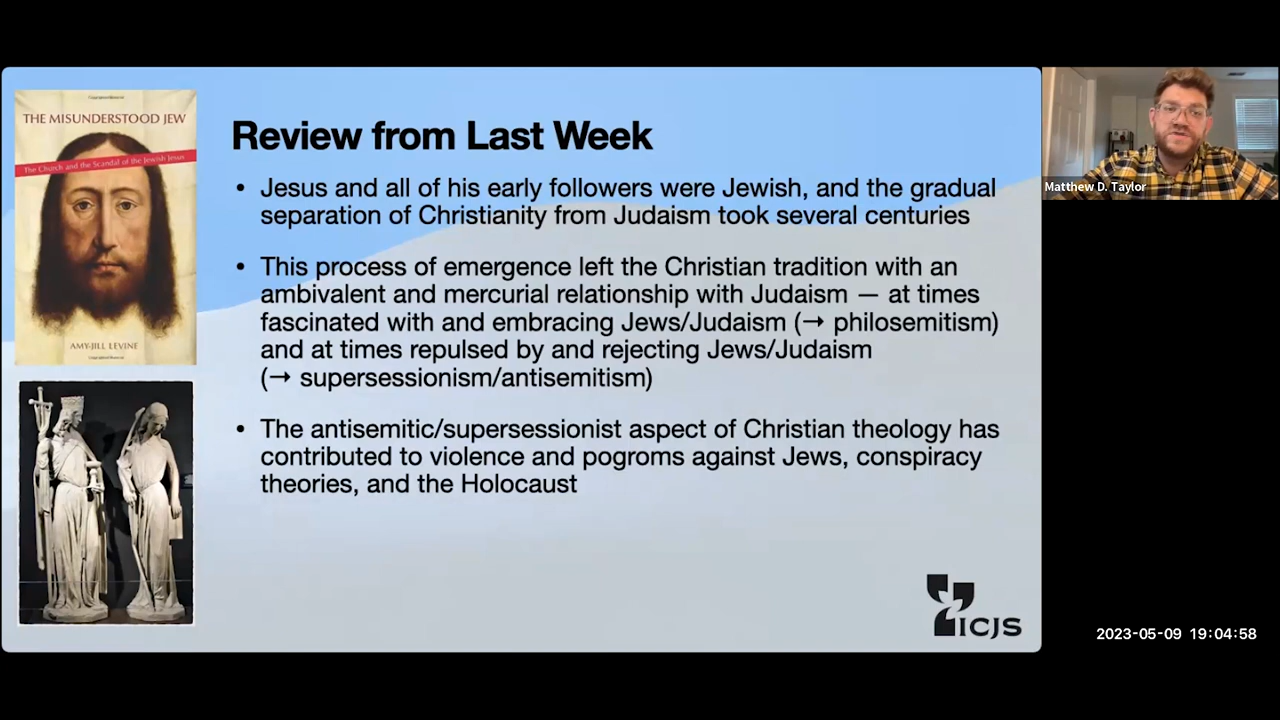 THE MISUNDERSTOOD JEW
The Church and the Scandal of the Jewish Jesus
AMY-JILL LEVINE
Review from Last Week
• Jesus and all of his early followers were Jewish, and the gradual
separation of Christianity from Judaism took several centuries
• This process of emergence left the Christian tradition with an
ambivalent and mercurial relationship with Judaism — at times
fascinated with and embracing Jews/Judaism (→ philosemitism)
and at times repulsed by and rejecting Jews/Judaism
(→ supersessionism/antisemitism)
• The antisemitic/supersessionist aspect of Christian theology has
contributed to violence and pogroms against Jews, conspiracy
theories, and the Holocaust
ICJS
Matthew D. Taylor
2023-05-09 19:04:58